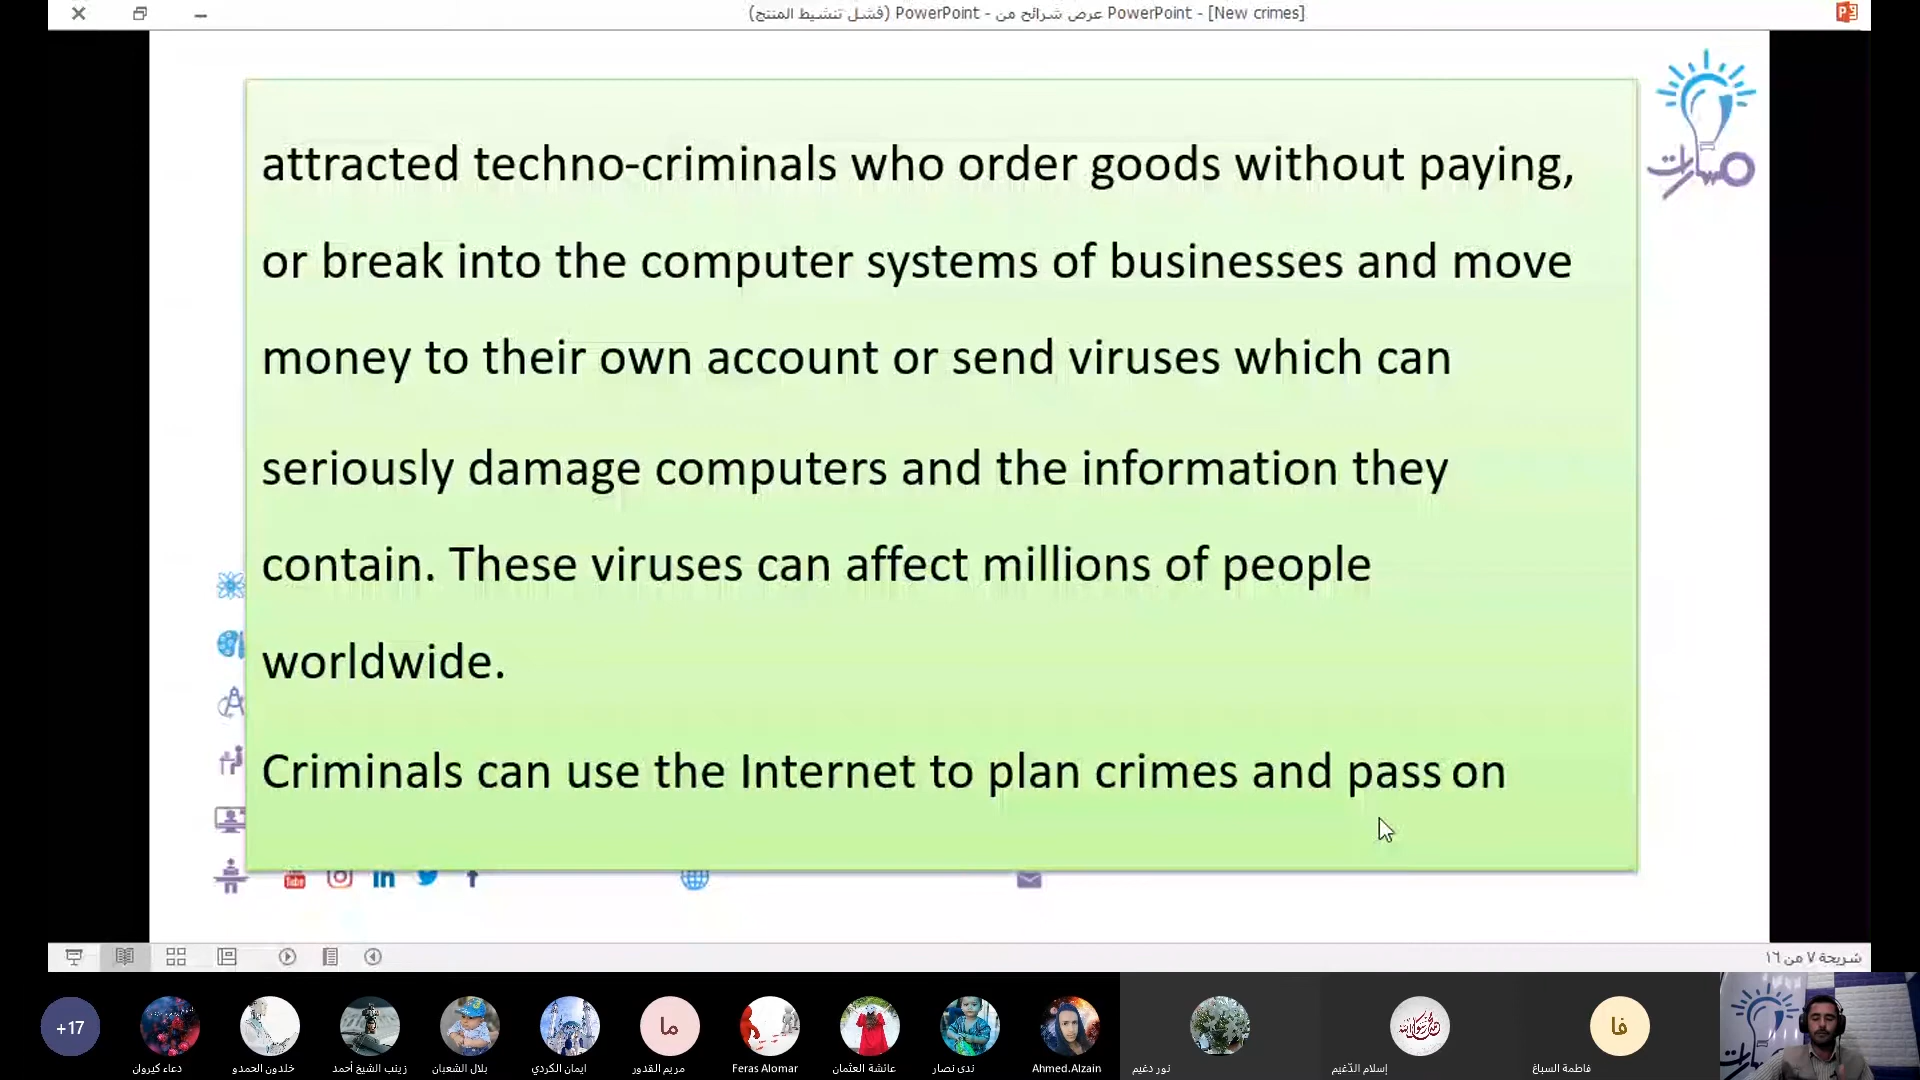 PowerPoint عرض شرائح من - PowerPoint - [New crimes] (فشل تنشيط المنتج)
مسارات
attracted techno-criminals who order goods without paying,
or break into the computer systems of businesses and move
money to their own account or send viruses which can
seriously damage computers and the information they
contain. These viruses can affect millions of people
worldwide.
Criminals can use the Internet to plan crimes and pass on
شريحة ٧ من ١٦
+17
ما
فا
دعاء كيروان
خلدون الحمدو
زينب الشيخ أحمد
بلال الشعبان
ايمان الكردي
مريم القدور
Feras Alomar
عائشة العثمان
ندى نصار
Ahmed.Alzain
نور دغيم
إسلام الدّغيم
فاطمة السباغ